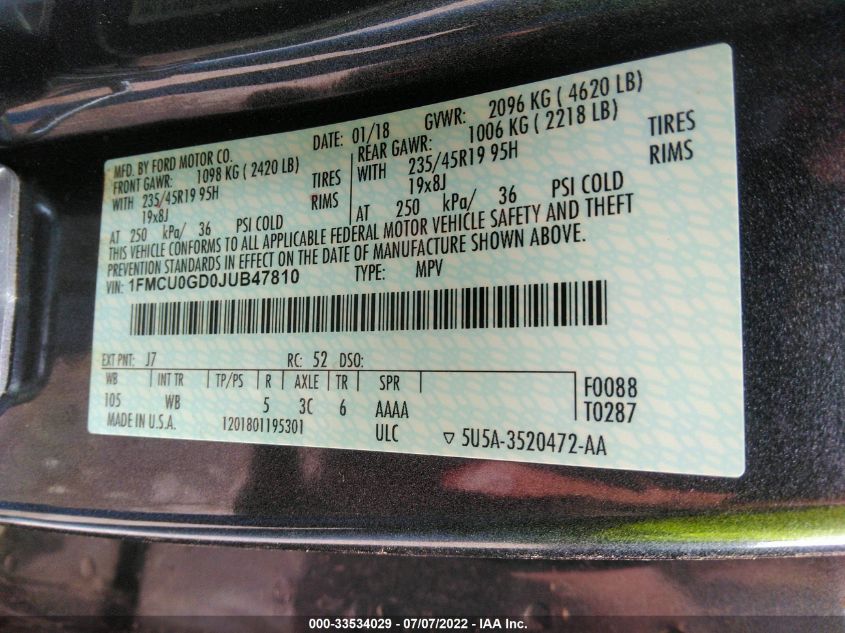 MFD. BY FORD MOTOR CO.
DATE: 01/18 GVWR: 2096 KG ( 4620 LB)
FRONT GAWR: 1098 KG ( 2420 LB)
REAR GAWR: 1006 KG ( 2218 LB)
WITH 235/45R19 95H TIRES
WITH 235/45R19 95H TIRES
19x8J RIMS
19x8J RIMS
AT 250 kPa/ 36 PSI COLD
AT 250 kPa/ 36 PSI COLD
THIS VEHICLE CONFORMS TO ALL APPLICABLE FEDERAL MOTOR VEHICLE SAFETY AND THEFT
PREVENTION STANDARDS IN EFFECT ON THE DATE OF MANUFACTURE SHOWN ABOVE.
VIN: 1FMCU0GD0JUB47810 TYPE: MPV
EXT PNT: J7 RC: 52 DSO:
WB INT TR TP/PS R AXLE TR SPR
105 WB 5 3C 6 AAAA
F0088
T0287
MADE IN U.S.A. 1201801195301 ULC ▽ 5U5A-3520472-AA
000-33534029 - 07/07/2022 - IAA Inc.